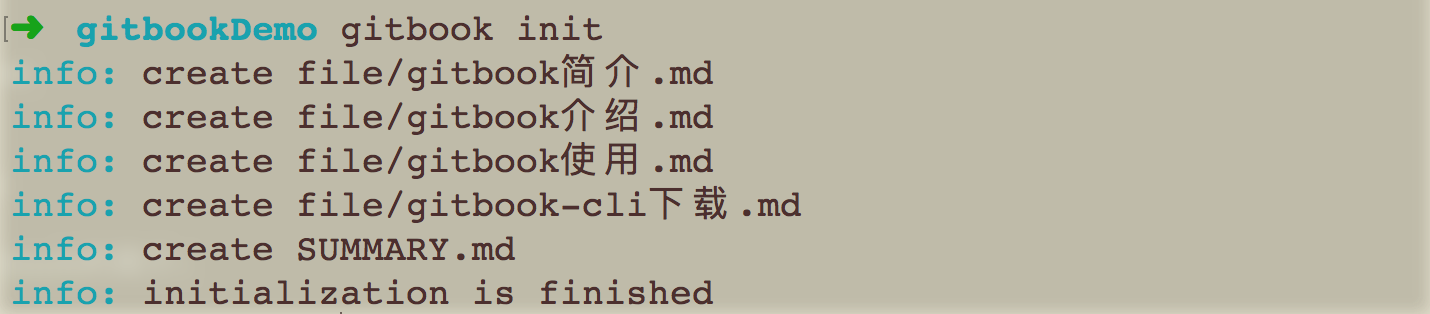 ➜ gitbookDemo gitbook init
info: create file/gitbook简介.md
info: create file/gitbook介绍.md
info: create file/gitbook使用.md
info: create file/gitbook-cli下载.md
info: create SUMMARY.md
info: initialization is finished